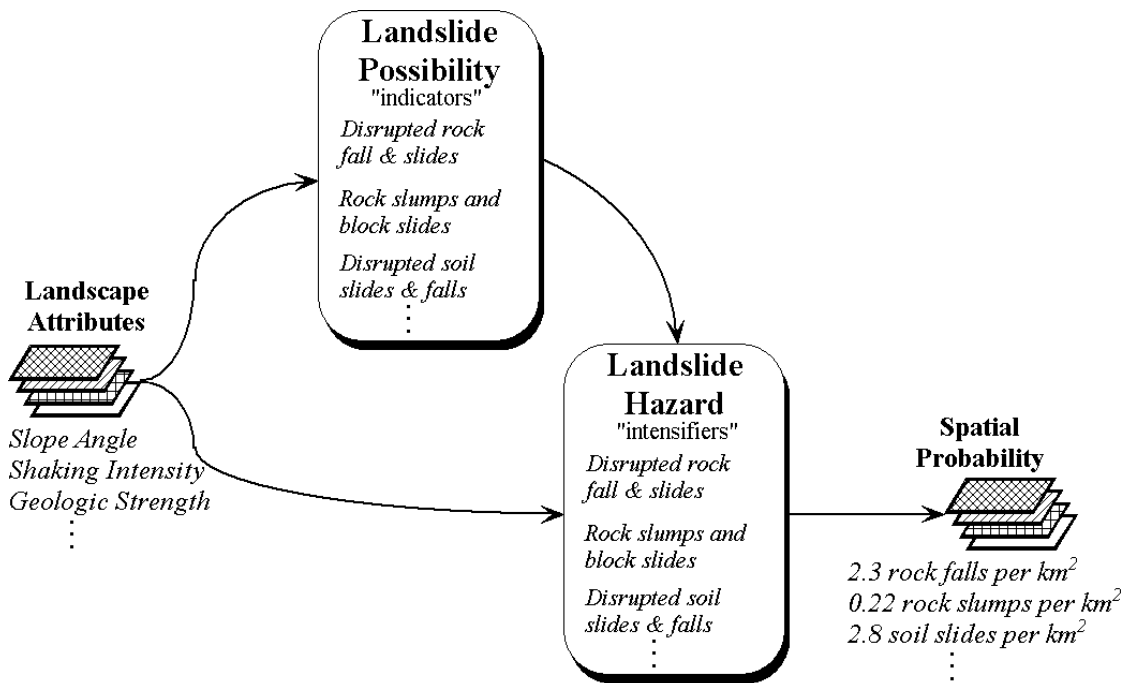 Landslide
Possibility
"indicators"
Disrupted rock
fall & slides
Rock slumps and
block slides
Disrupted soil
slides & falls
Landscape
Attributes
Slope Angle
Shaking Intensity
Geologic Strength
Landslide
Hazard
"intensifiers"
Disrupted rock
fall & slides
Rock slumps and
block slides
Disrupted soil
slides & falls
Spatial
Probability
2.3 rock falls per km²
0.22 rock slumps per km²
2.8 soil slides per km²